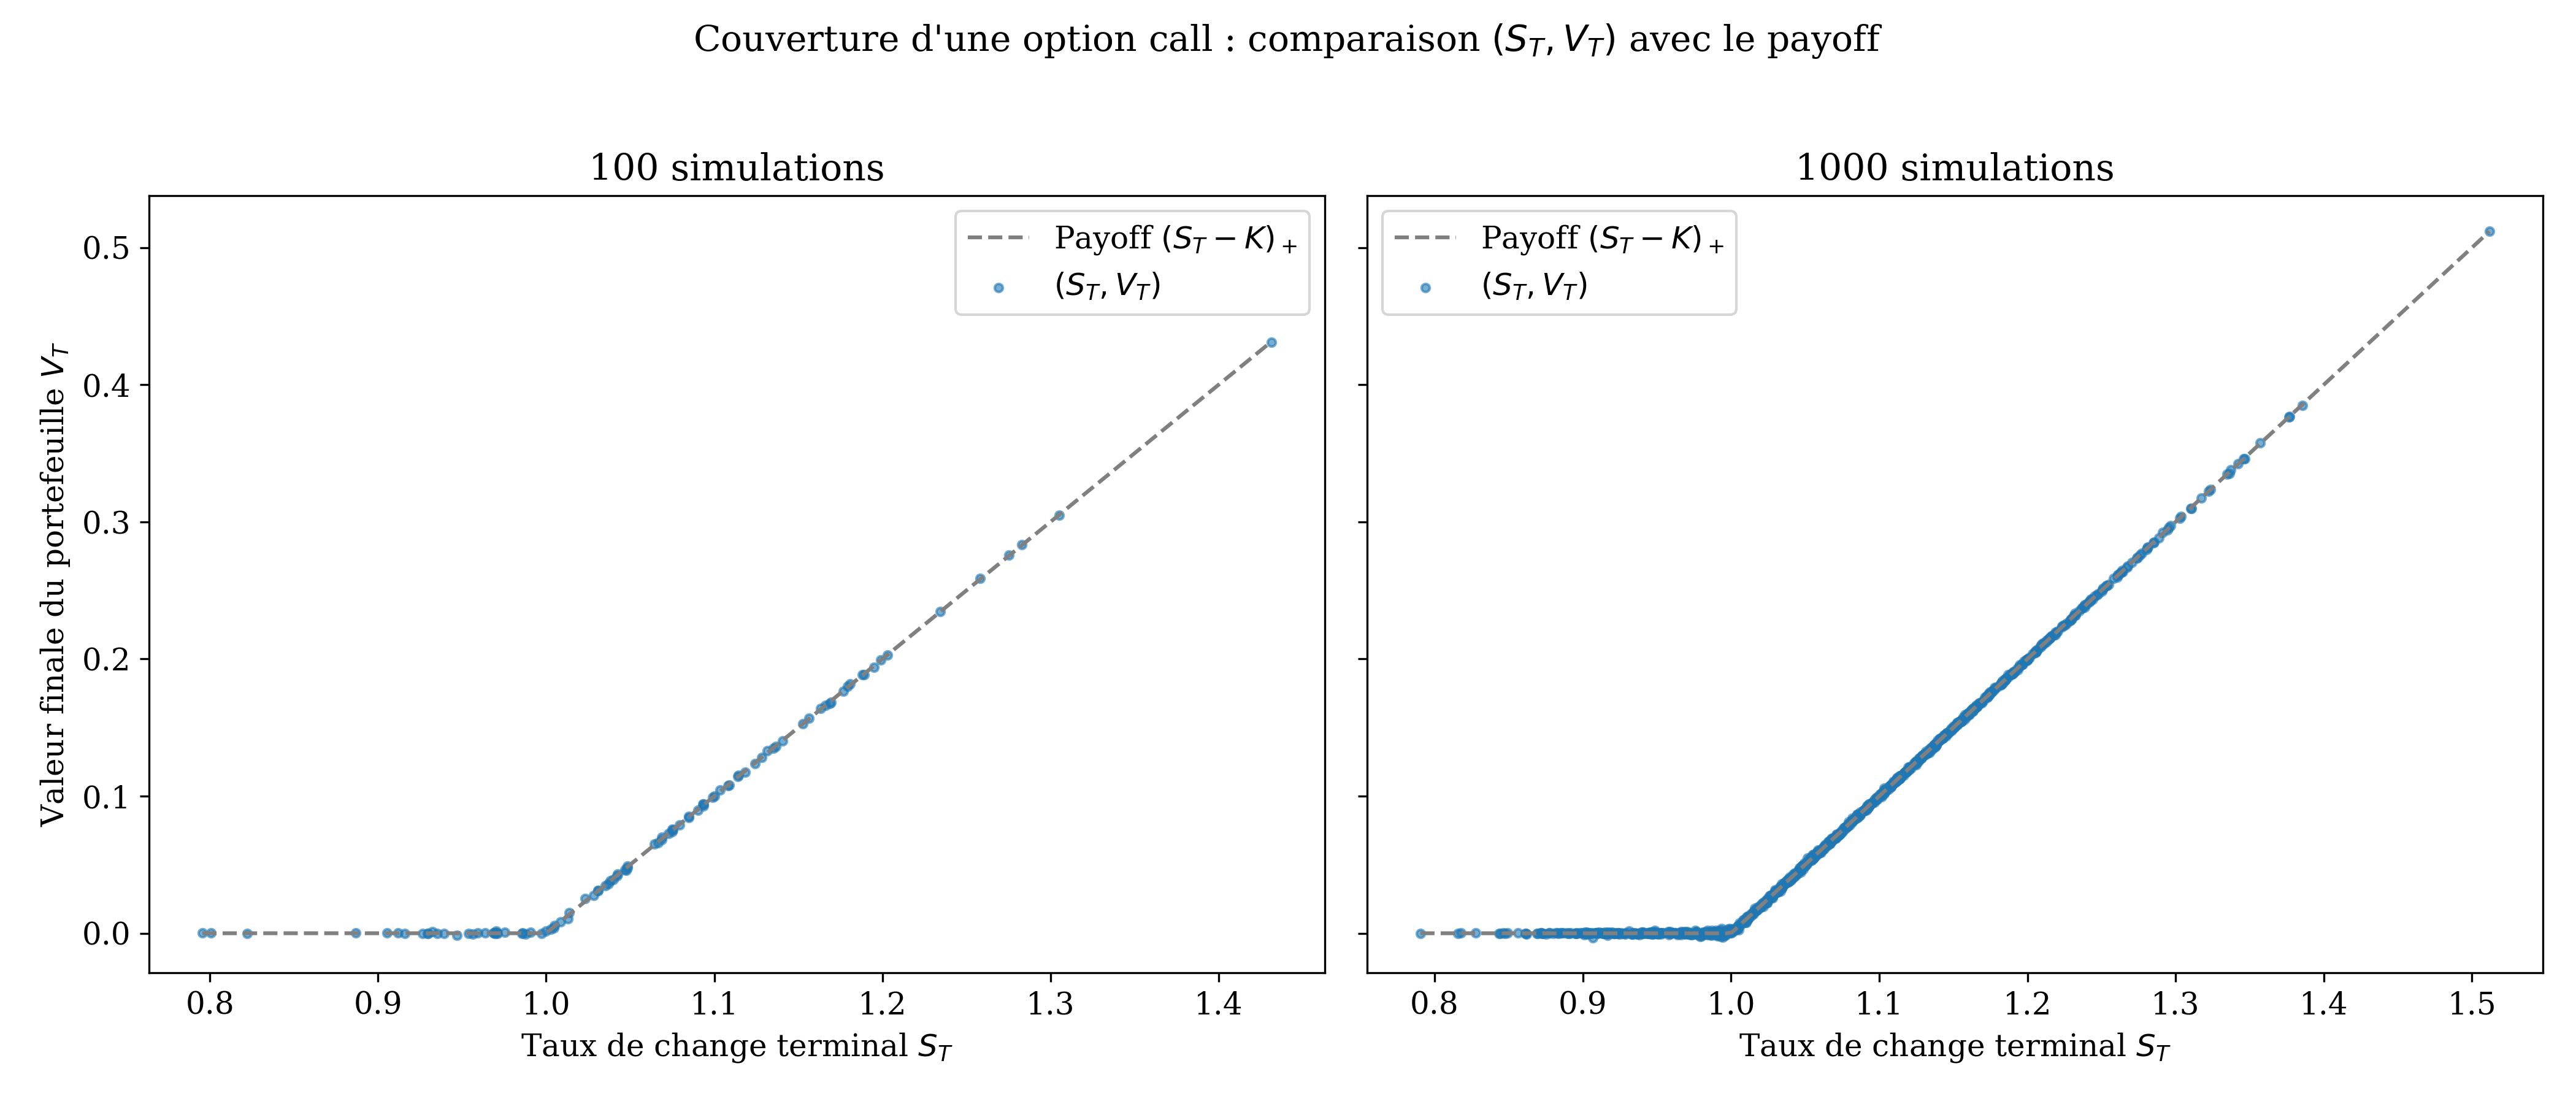 Couverture d'une option call : comparaison (S_T, V_T) avec le payoff
100 simulations
Payoff (S_T − K)_+
(S_T, V_T)
Valeur finale du portefeuille V_T
0.5
0.4
0.3
0.2
0.1
0.0
0.8 0.9 1.0 1.1 1.2 1.3 1.4
Taux de change terminal S_T
1000 simulations
Payoff (S_T − K)_+
(S_T, V_T)
0.8 0.9 1.0 1.1 1.2 1.3 1.4 1.5
Taux de change terminal S_T